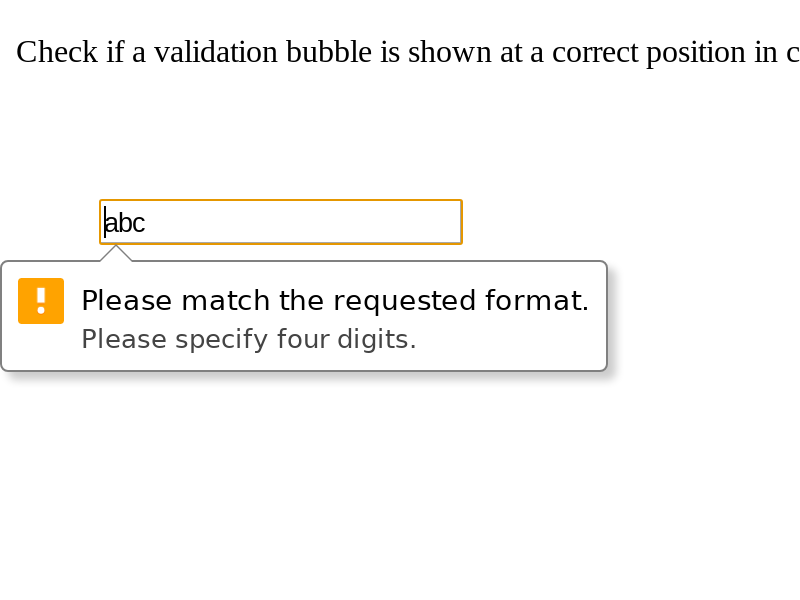 Check if a validation bubble is shown at a correct position in c
abc
Please match the requested format.
Please specify four digits.